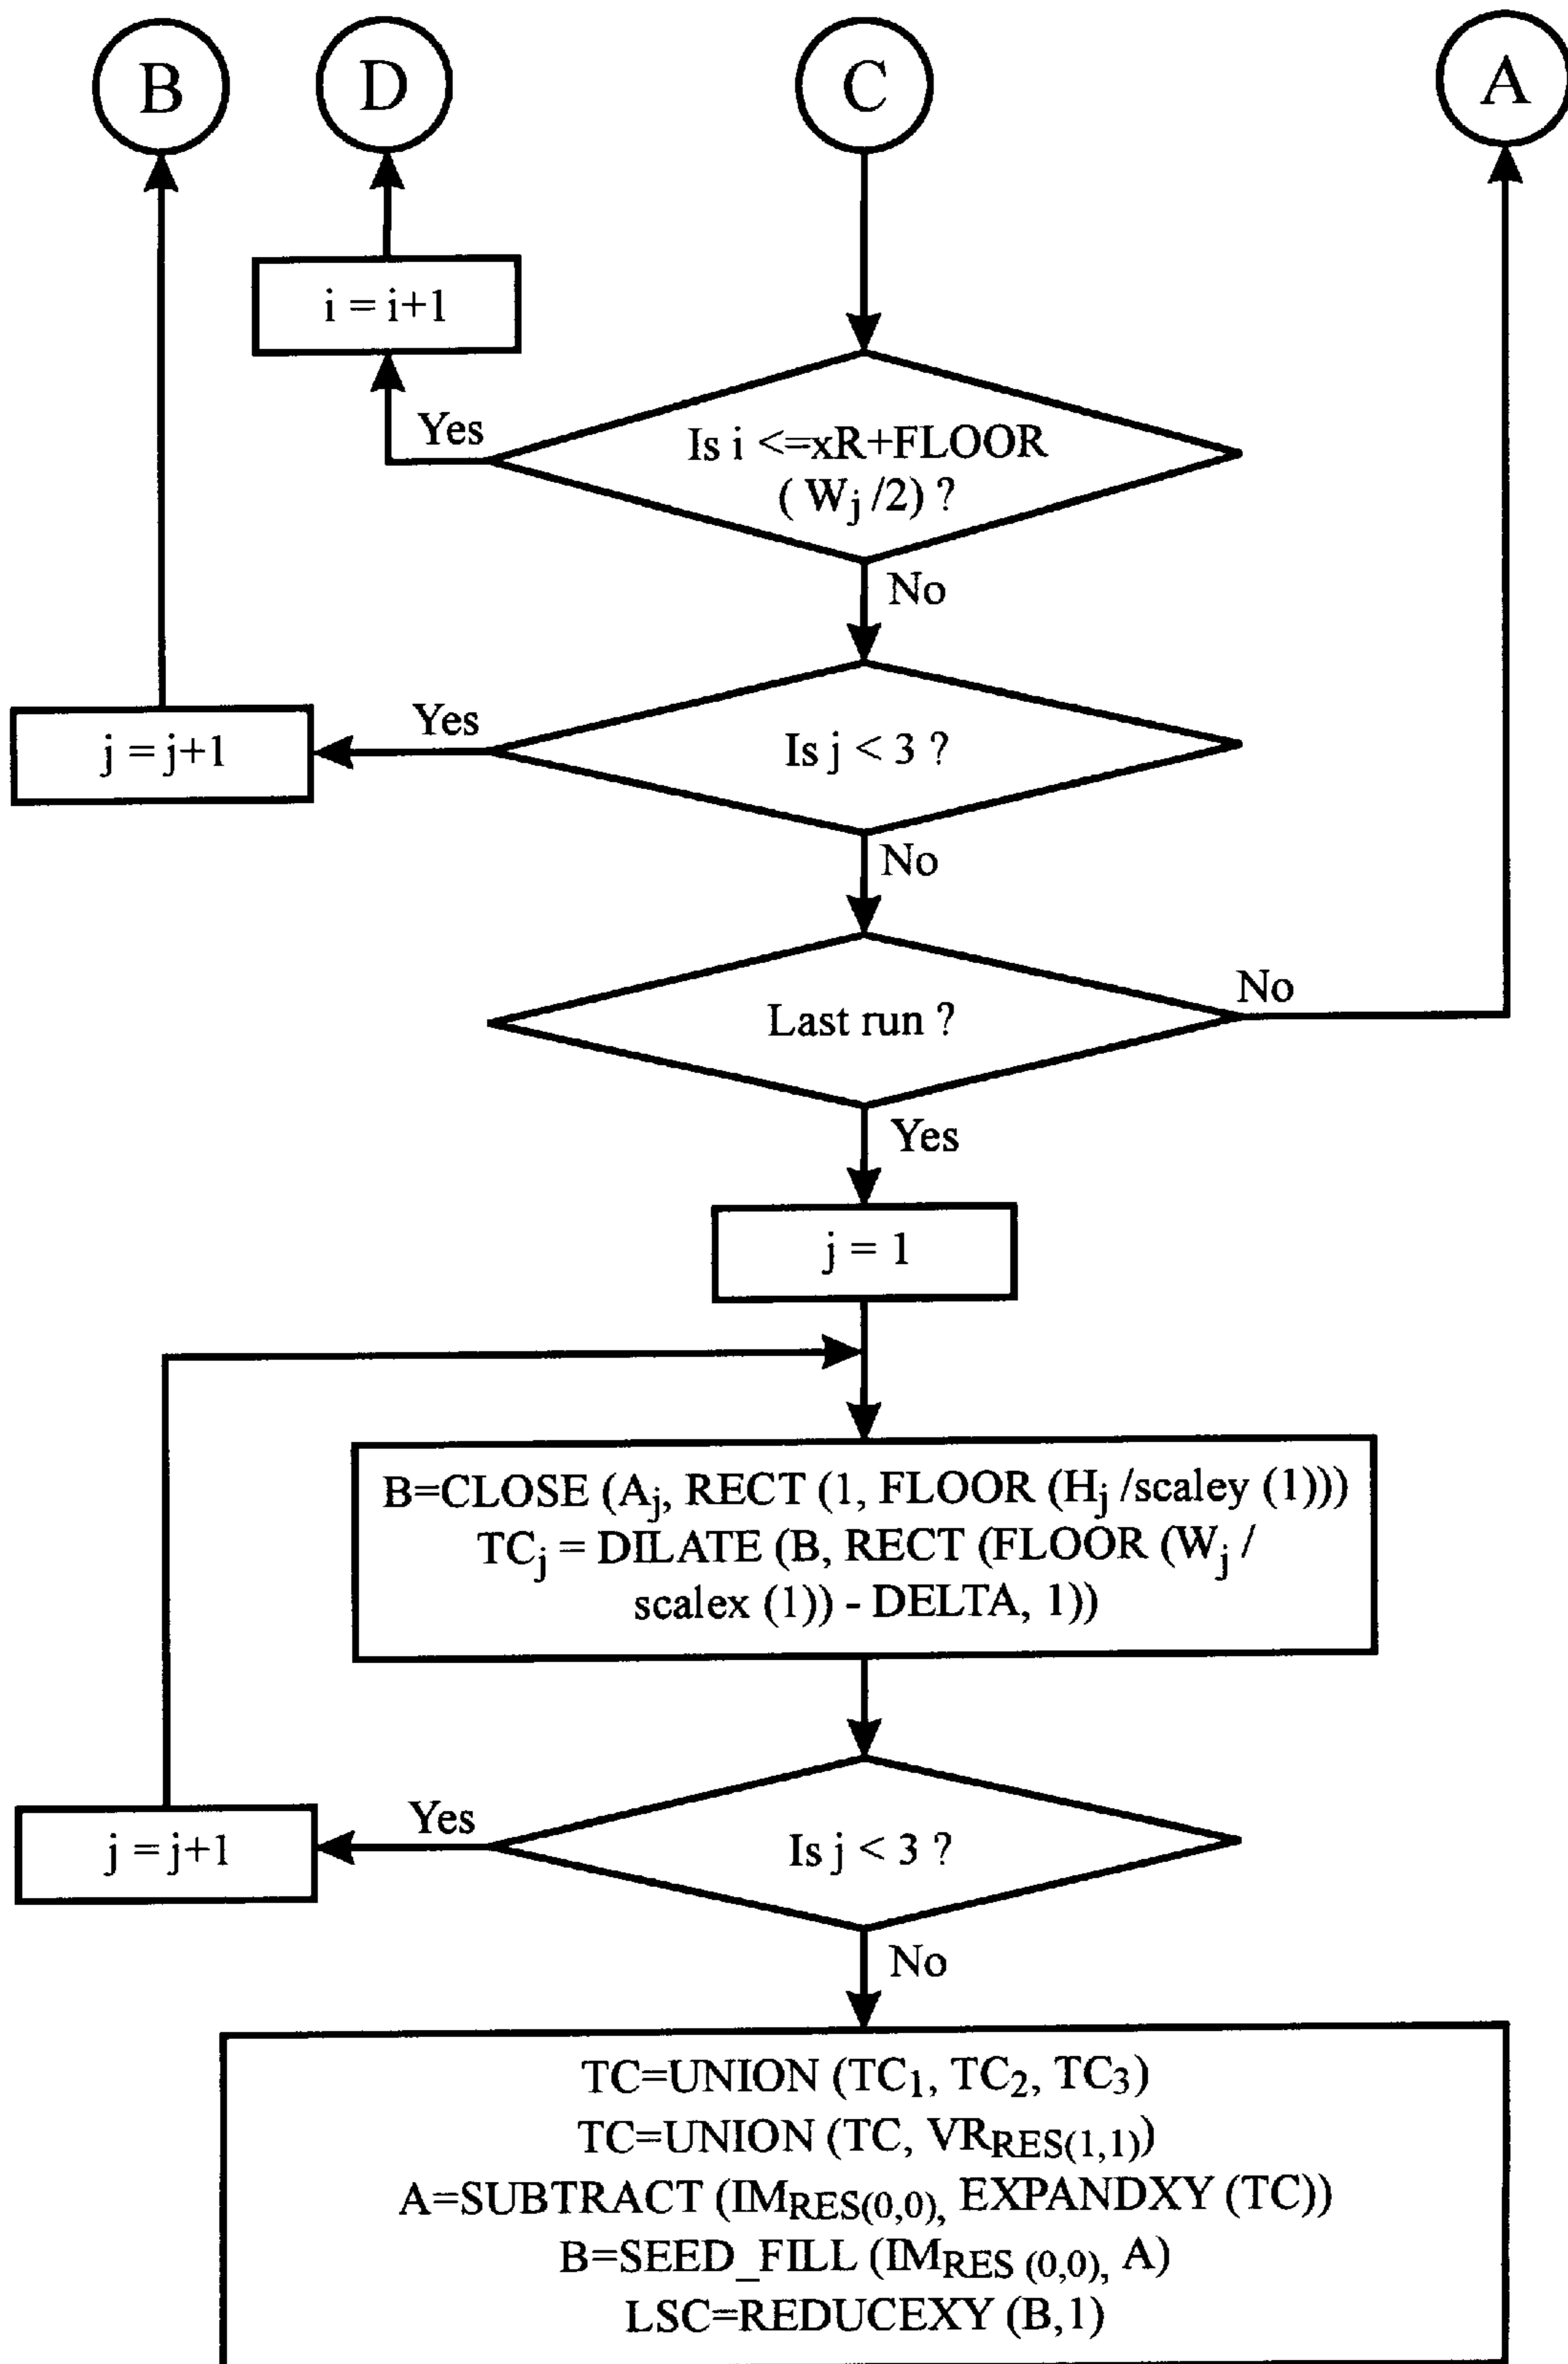 B
D
C
A
i = i+1
Yes
Is i <=xR+FLOOR
( Wj /2) ?
No
j = j+1
Yes
Is j < 3 ?
No
Last run ?
No
Yes
j = 1
B=CLOSE (Aj, RECT (1, FLOOR (Hj /scaley (1)))
TCj = DILATE (B, RECT (FLOOR (Wj /
scalex (1)) - DELTA, 1))
j = j+1
Yes
Is j < 3 ?
No
TC=UNION (TC1, TC2, TC3)
TC=UNION (TC, VRRES(1,1))
A=SUBTRACT (IMRES(0,0), EXPANDXY (TC))
B=SEED_FILL (IMRES (0,0), A)
LSC=REDUCEXY (B,1)